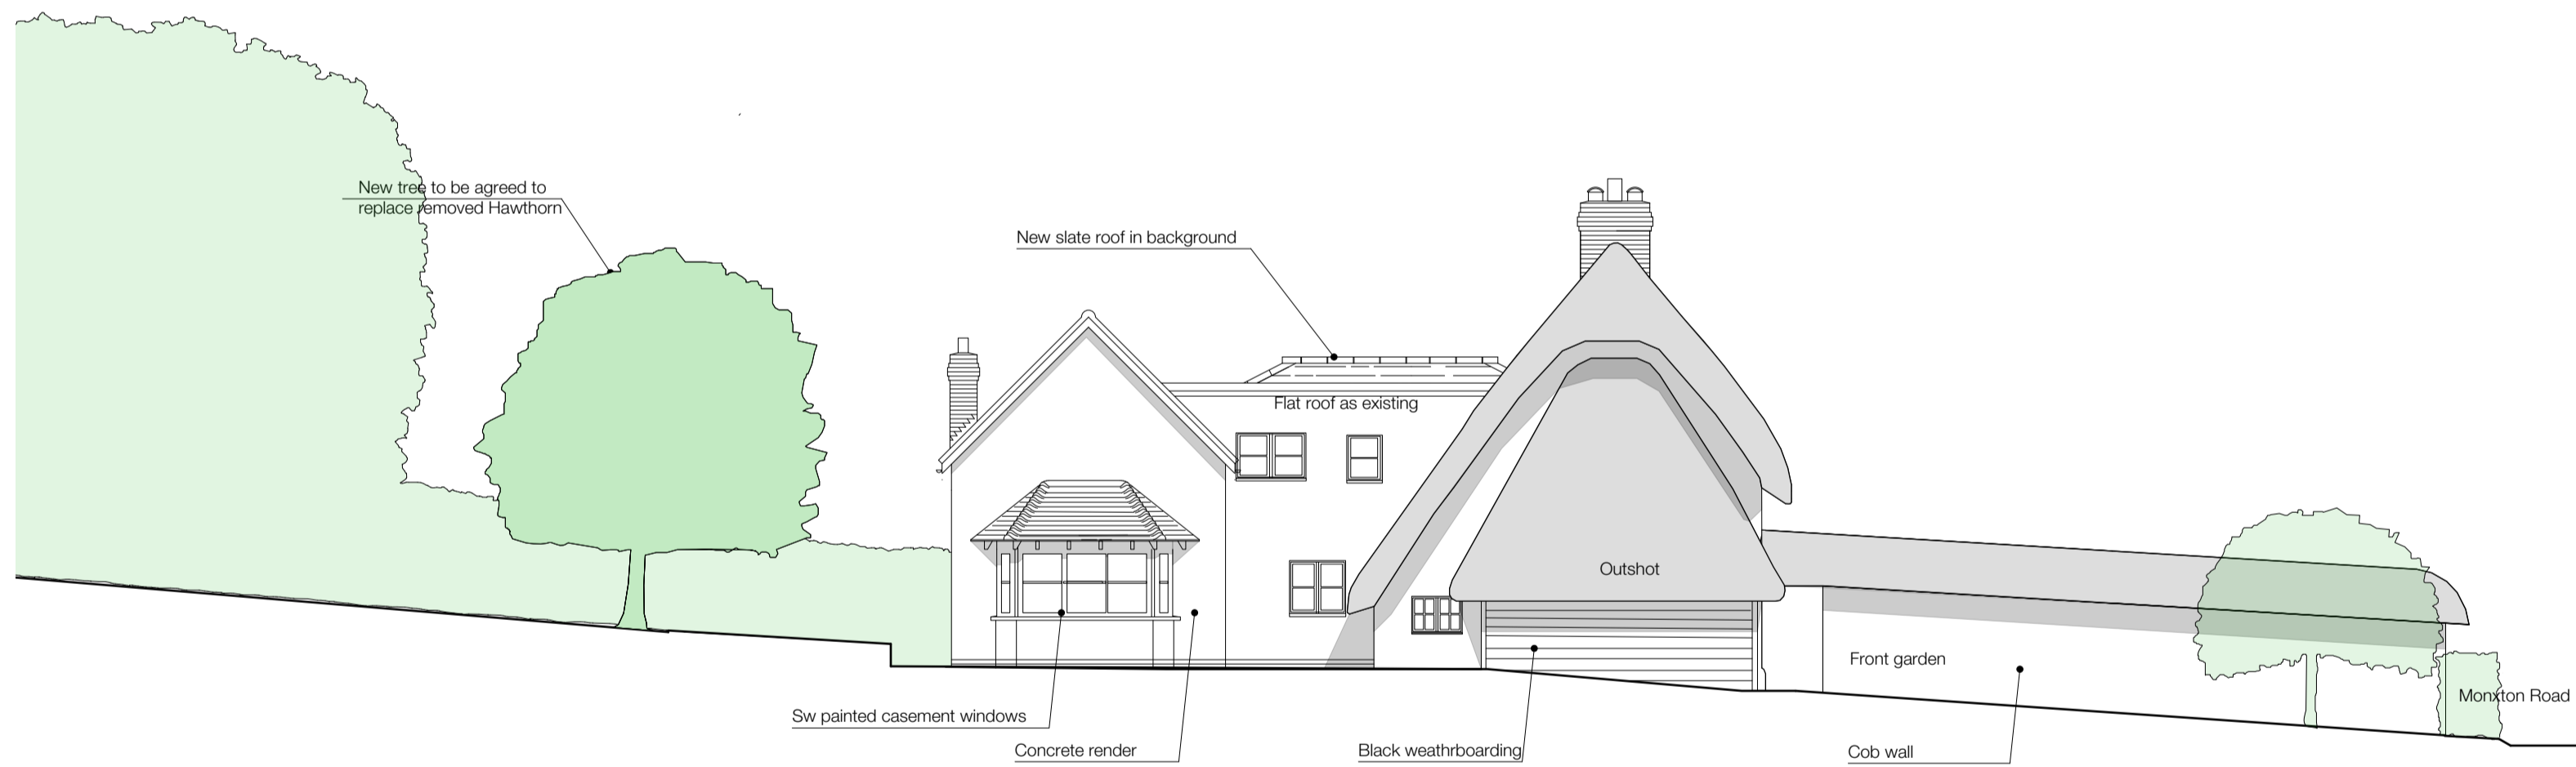 New tree to be agreed to
replace removed Hawthorn
New slate roof in background
Flat roof as existing
Outshot
Front garden
Monxton Road
Sw painted casement windows
Concrete render
Black weathrboarding
Cob wall